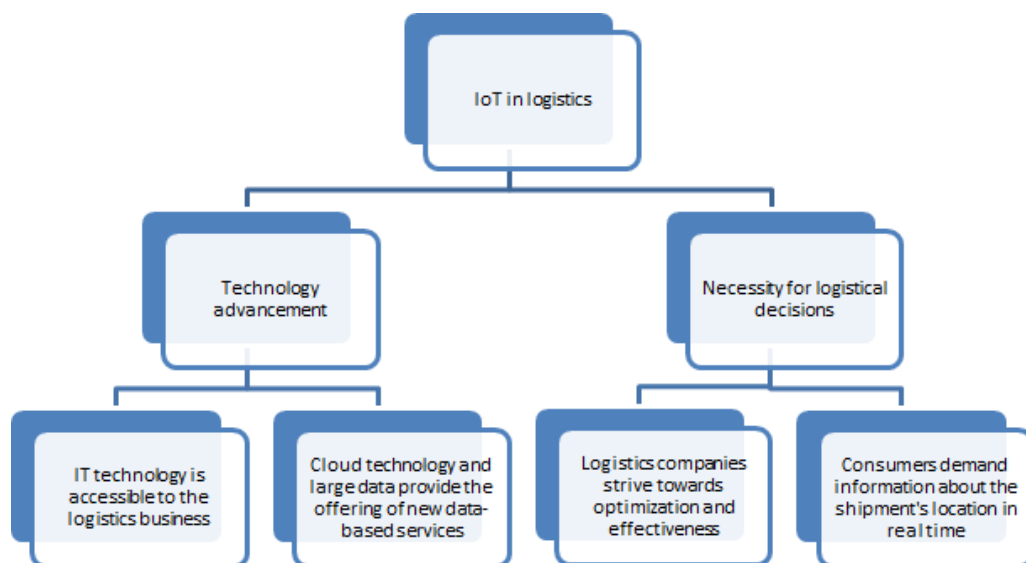 IoT in logistics
Technology
advancement
Necessity for logistical
decisions
IT technology is
accessible to the
logistics business
Cloud technology and
large data provide the
offering of new data-
based services
Logistics companies
strive towards
optimization and
effectiveness
Consumers demand
information about the
shipment's location in
real time